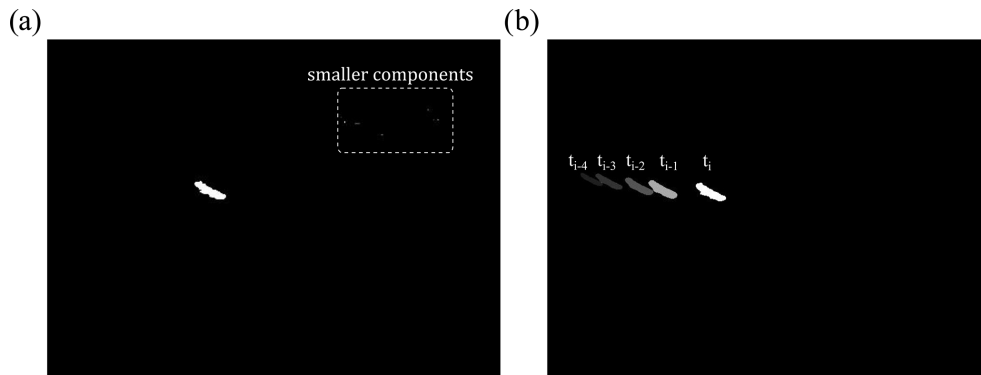 (a)
(b)
smaller components
t_{i-4} t_{i-3} t_{i-2} t_{i-1} t_i